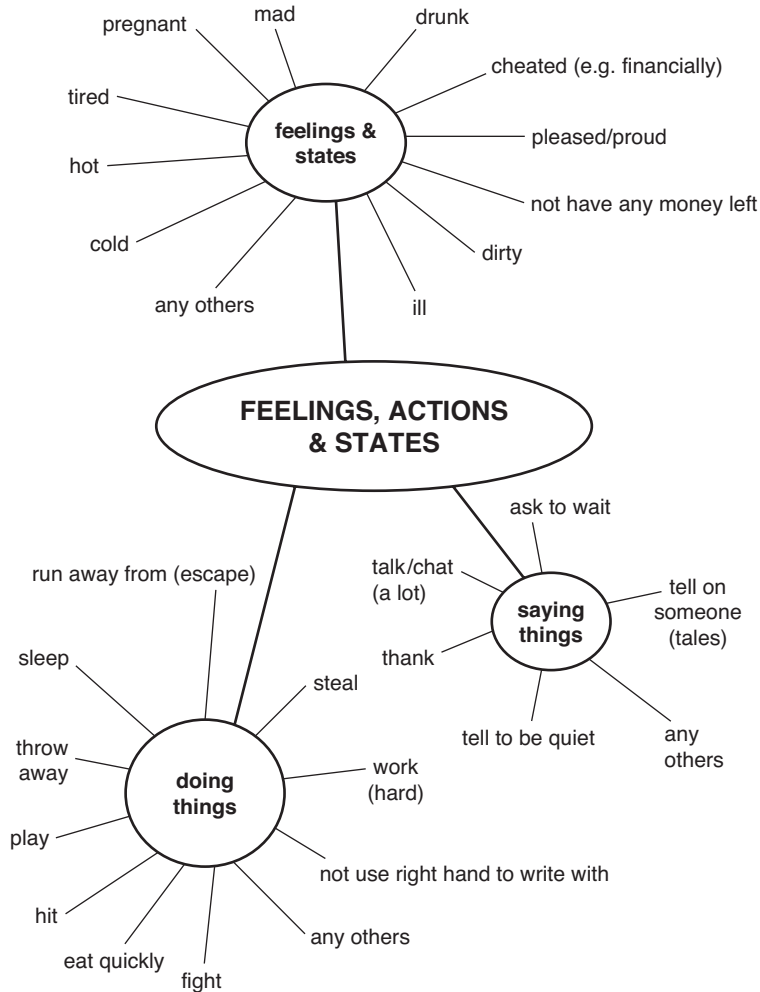 mad
drunk
pregnant
cheated (e.g. financially)
tired
feelings &
states
pleased/proud
hot
not have any money left
cold
dirty
any others
ill
FEELINGS, ACTIONS
& STATES
ask to wait
run away from (escape)
talk/chat
(a lot)
tell on
someone
(tales)
saying
things
thank
sleep
steal
tell to be quiet
any
others
throw
away
doing
things
work
(hard)
play
not use right hand to write with
hit
any others
eat quickly
fight